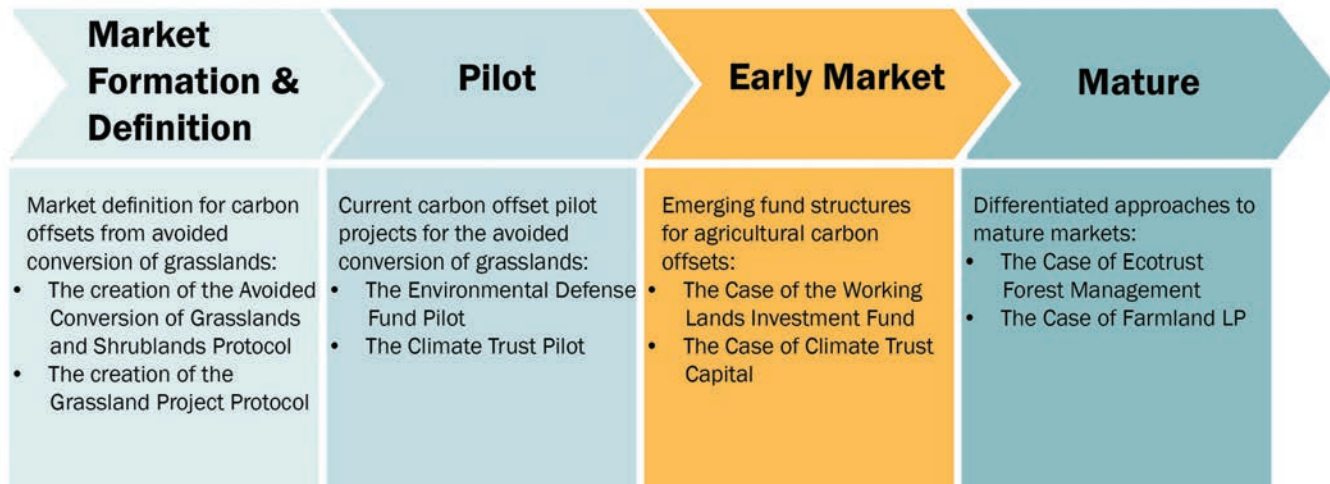 Market
Formation &
Definition
Pilot
Early Market
Mature
Market definition for carbon
offsets from avoided
conversion of grasslands:
• The creation of the Avoided
Conversion of Grasslands
and Shrublands Protocol
• The creation of the
Grassland Project Protocol
Current carbon offset pilot
projects for the avoided
conversion of grasslands:
• The Environmental Defense
Fund Pilot
• The Climate Trust Pilot
Emerging fund structures
for agricultural carbon
offsets:
• The Case of the Working
Lands Investment Fund
• The Case of Climate Trust
Capital
Differentiated approaches to
mature markets:
• The Case of Ecotrust
Forest Management
• The Case of Farmland LP